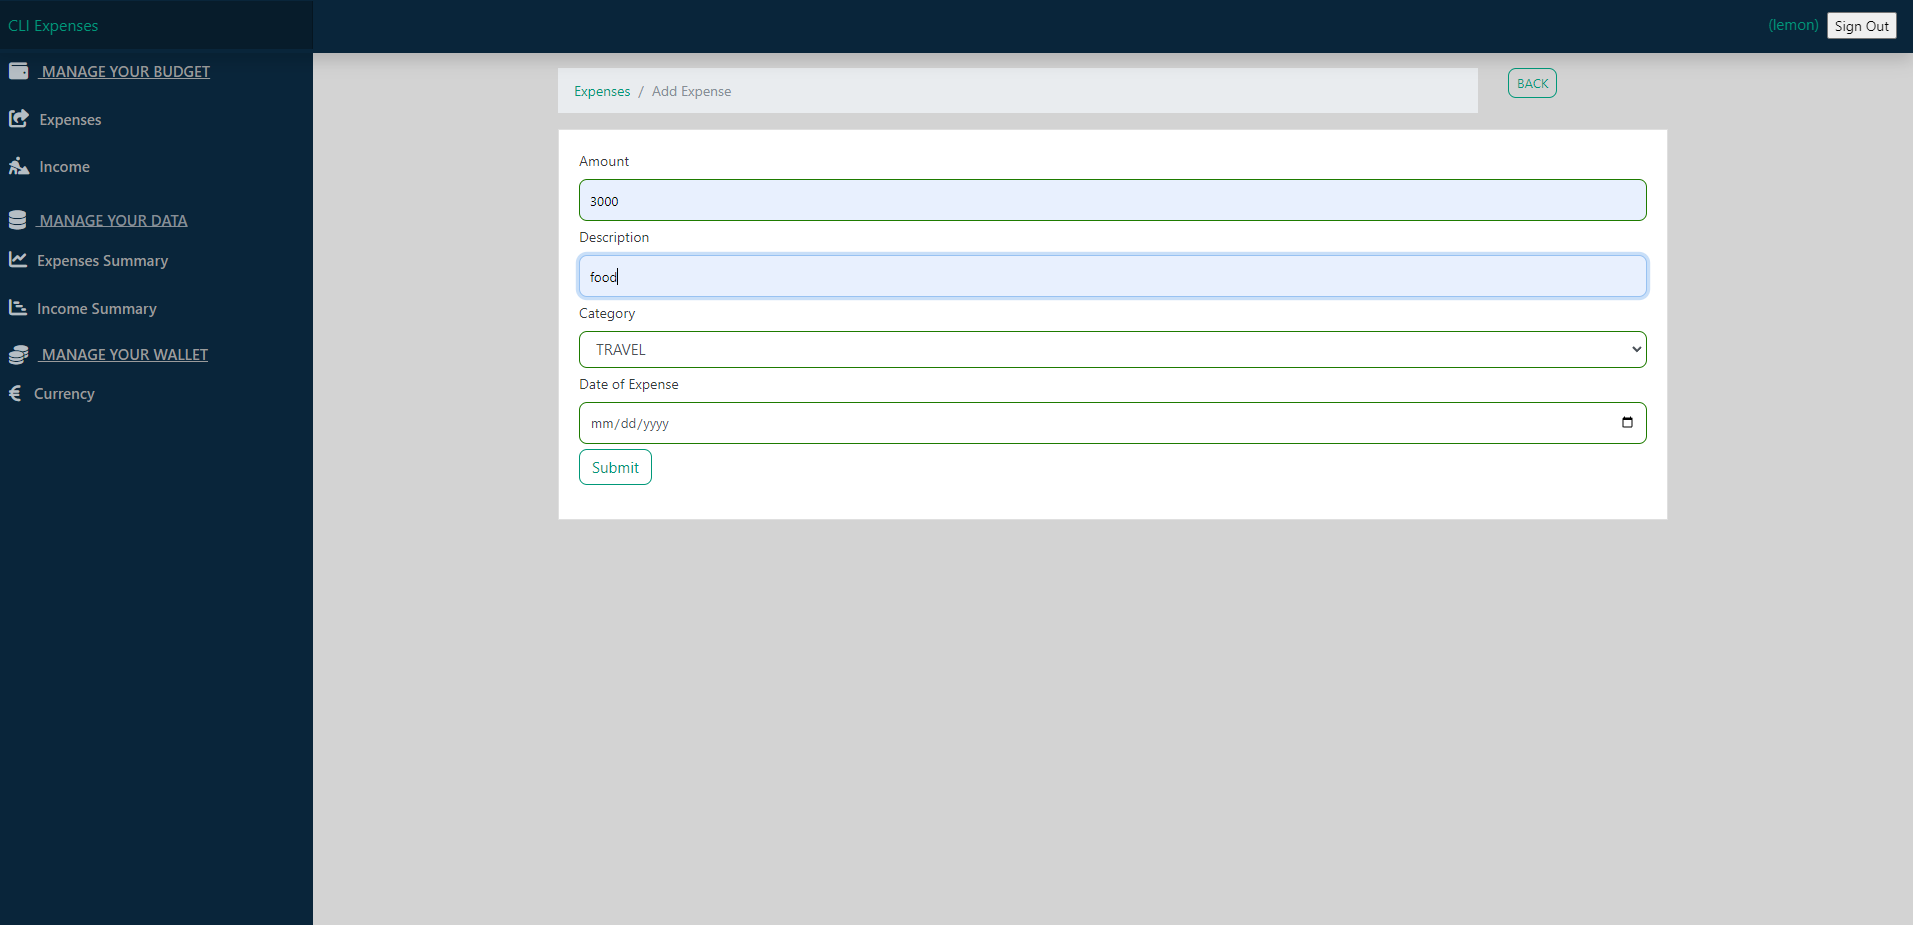 CLI Expenses
(lemon) Sign Out
MANAGE YOUR BUDGET
Expenses
Income
MANAGE YOUR DATA
Expenses Summary
Income Summary
MANAGE YOUR WALLET
Currency
Expenses / Add Expense
BACK
Amount
3000
Description
food
Category
TRAVEL
Date of Expense
mm/dd/yyyy
Submit